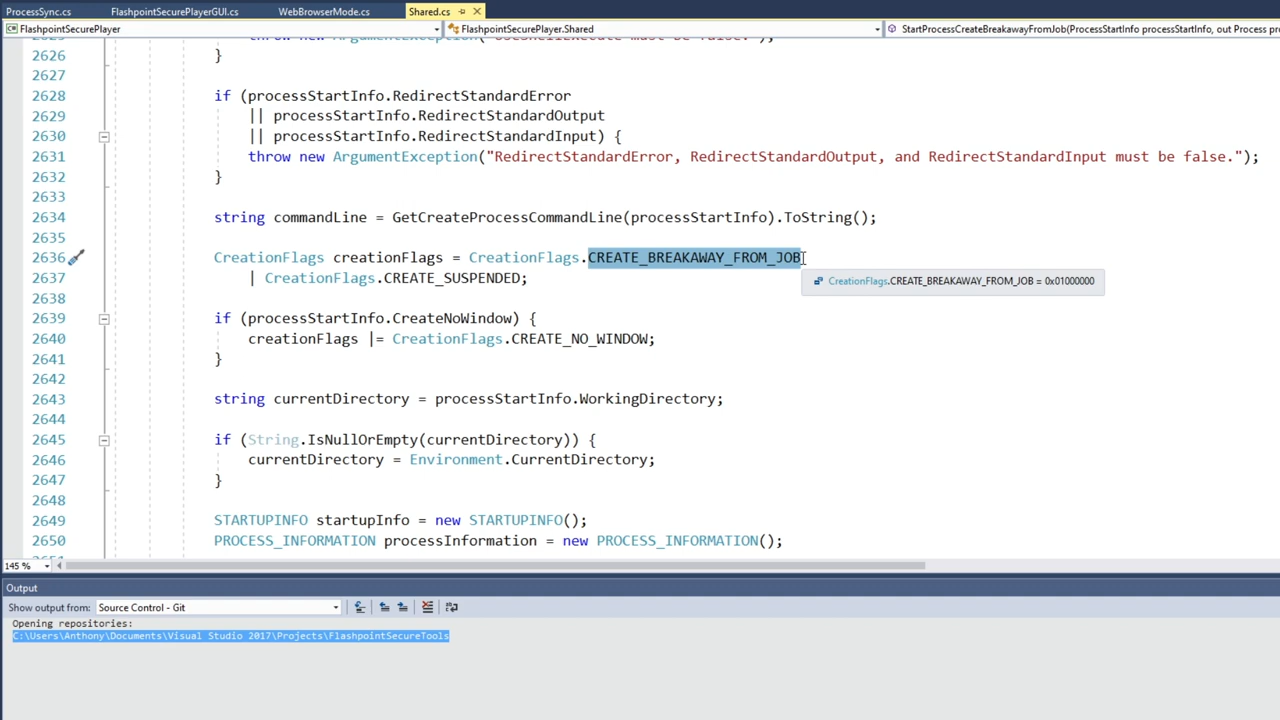 ProcessSync.cs FlashpointSecurePlayerGUI.cs WebBrowserMode.cs Shared.cs
FlashpointSecurePlayer FlashpointSecurePlayer.Shared StartProcessCreateBreakawayFromJob(ProcessStartInfo processStartInfo, out Process pr
2626 }
2627
2628 if (processStartInfo.RedirectStandardError
2629 || processStartInfo.RedirectStandardOutput
2630 || processStartInfo.RedirectStandardInput) {
2631 throw new ArgumentException("RedirectStandardError, RedirectStandardOutput, and RedirectStandardInput must be false.");
2632 }
2633
2634 string commandLine = GetCreateProcessCommandLine(processStartInfo).ToString();
2635
2636 CreationFlags creationFlags = CreationFlags.CREATE_BREAKAWAY_FROM_JOB
2637 | CreationFlags.CREATE_SUSPENDED;
CreationFlags.CREATE_BREAKAWAY_FROM_JOB = 0x01000000
2638
2639 if (processStartInfo.CreateNoWindow) {
2640 creationFlags |= CreationFlags.CREATE_NO_WINDOW;
2641 }
2642
2643 string currentDirectory = processStartInfo.WorkingDirectory;
2644
2645 if (String.IsNullOrEmpty(currentDirectory)) {
2646 currentDirectory = Environment.CurrentDirectory;
2647 }
2648
2649 STARTUPINFO startupInfo = new STARTUPINFO();
2650 PROCESS_INFORMATION processInformation = new PROCESS_INFORMATION();
145 %
Output
Show output from: Source Control - Git
Opening repositories:
C:\Users\Anthony\Documents\Visual Studio 2017\Projects\FlashpointSecureTools